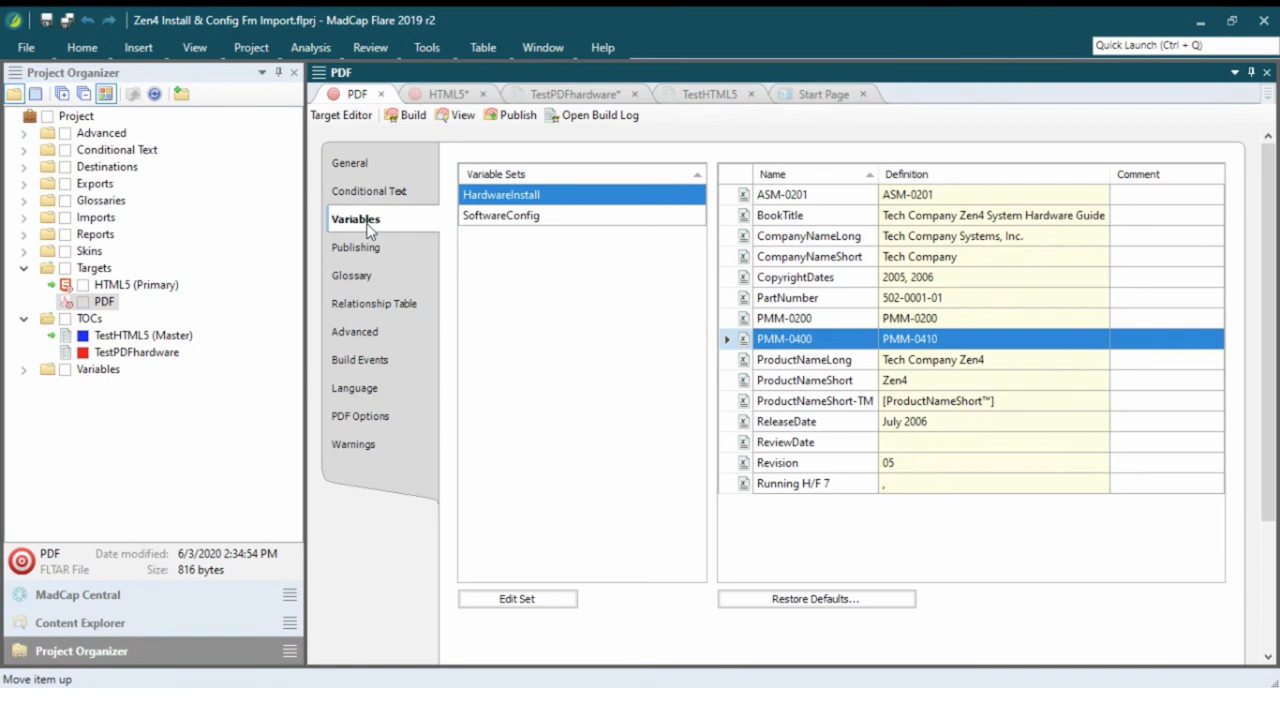 Zen4 Install & Config Fm Import.flprj - MadCap Flare 2019 r2
File Home Insert View Project Analysis Review Tools Table Window Help
Quick Launch (Ctrl + Q)
Project Organizer
PDF
PDF HTML5* TestPDFhardware* TestHTML5 Start Page
Target Editor Build View Publish Open Build Log
Project
Advanced
Conditional Text
Destinations
Exports
Glossaries
Imports
Reports
Skins
Targets
HTML5 (Primary)
PDF
TOCs
TestHTML5 (Master)
TestPDFhardware
Variables
General
Conditional Text
Variables
Publishing
Glossary
Relationship Table
Advanced
Build Events
Language
PDF Options
Warnings
Variable Sets
HardwareInstall
SoftwareConfig
Edit Set
Name Definition Comment
ASM-0201 ASM-0201
BookTitle Tech Company Zen4 System Hardware Guide
CompanyNameLong Tech Company Systems, Inc.
CompanyNameShort Tech Company
CopyrightDates 2005, 2006
PartNumber 502-0001-01
PMM-0200 PMM-0200
PMM-0400 PMM-0410
ProductNameLong Tech Company Zen4
ProductNameShort Zen4
ProductNameShort-TM [ProductNameShort™]
ReleaseDate July 2006
ReviewDate
Revision 05
Running H/F 7 ,
Restore Defaults...
PDF Date modified: 6/3/2020 2:34:54 PM
FLTAR File Size: 816 bytes
MadCap Central
Content Explorer
Project Organizer
Move item up